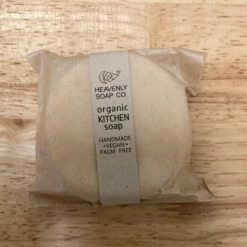 HEAVENLY
SOAP CO.
organic
KITCHEN
soap
HANDMADE
• VEGAN •
PALM FREE